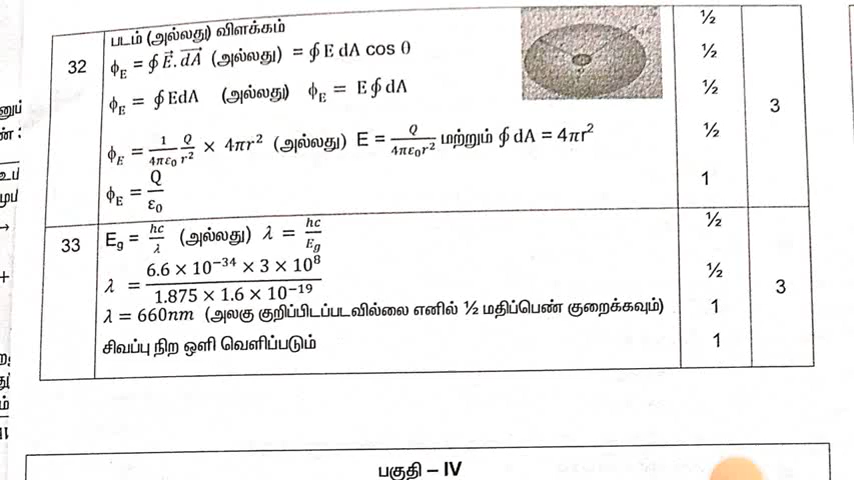 படம் (அல்லது) விளக்கம் ½
32 ϕ_E = ∮ E⃗. dA⃗ (அல்லது) = ∮ E dA cos θ ½
ϕ_E = ∮ EdA (அல்லது) ϕ_E = E ∮ dA ½
3
ϕ_E = 1/4πε₀ Q/r² × 4πr² (அல்லது) E = Q/4πε₀r² மற்றும் ∮ dA = 4πr² ½
ϕ_E = Q/ε₀ 1
33 E_g = hc/λ (அல்லது) λ = hc/E_g ½
λ = 6.6 × 10⁻³⁴ × 3 × 10⁸/1.875 × 1.6 × 10⁻¹⁹ ½
3
λ = 660nm (அலகு குறிப்பிடப்படவில்லை எனில் ½ மதிப்பெண் குறைக்கவும்) 1
சிவப்பு நிற ஒளி வெளிப்படும் 1
பகுதி – IV